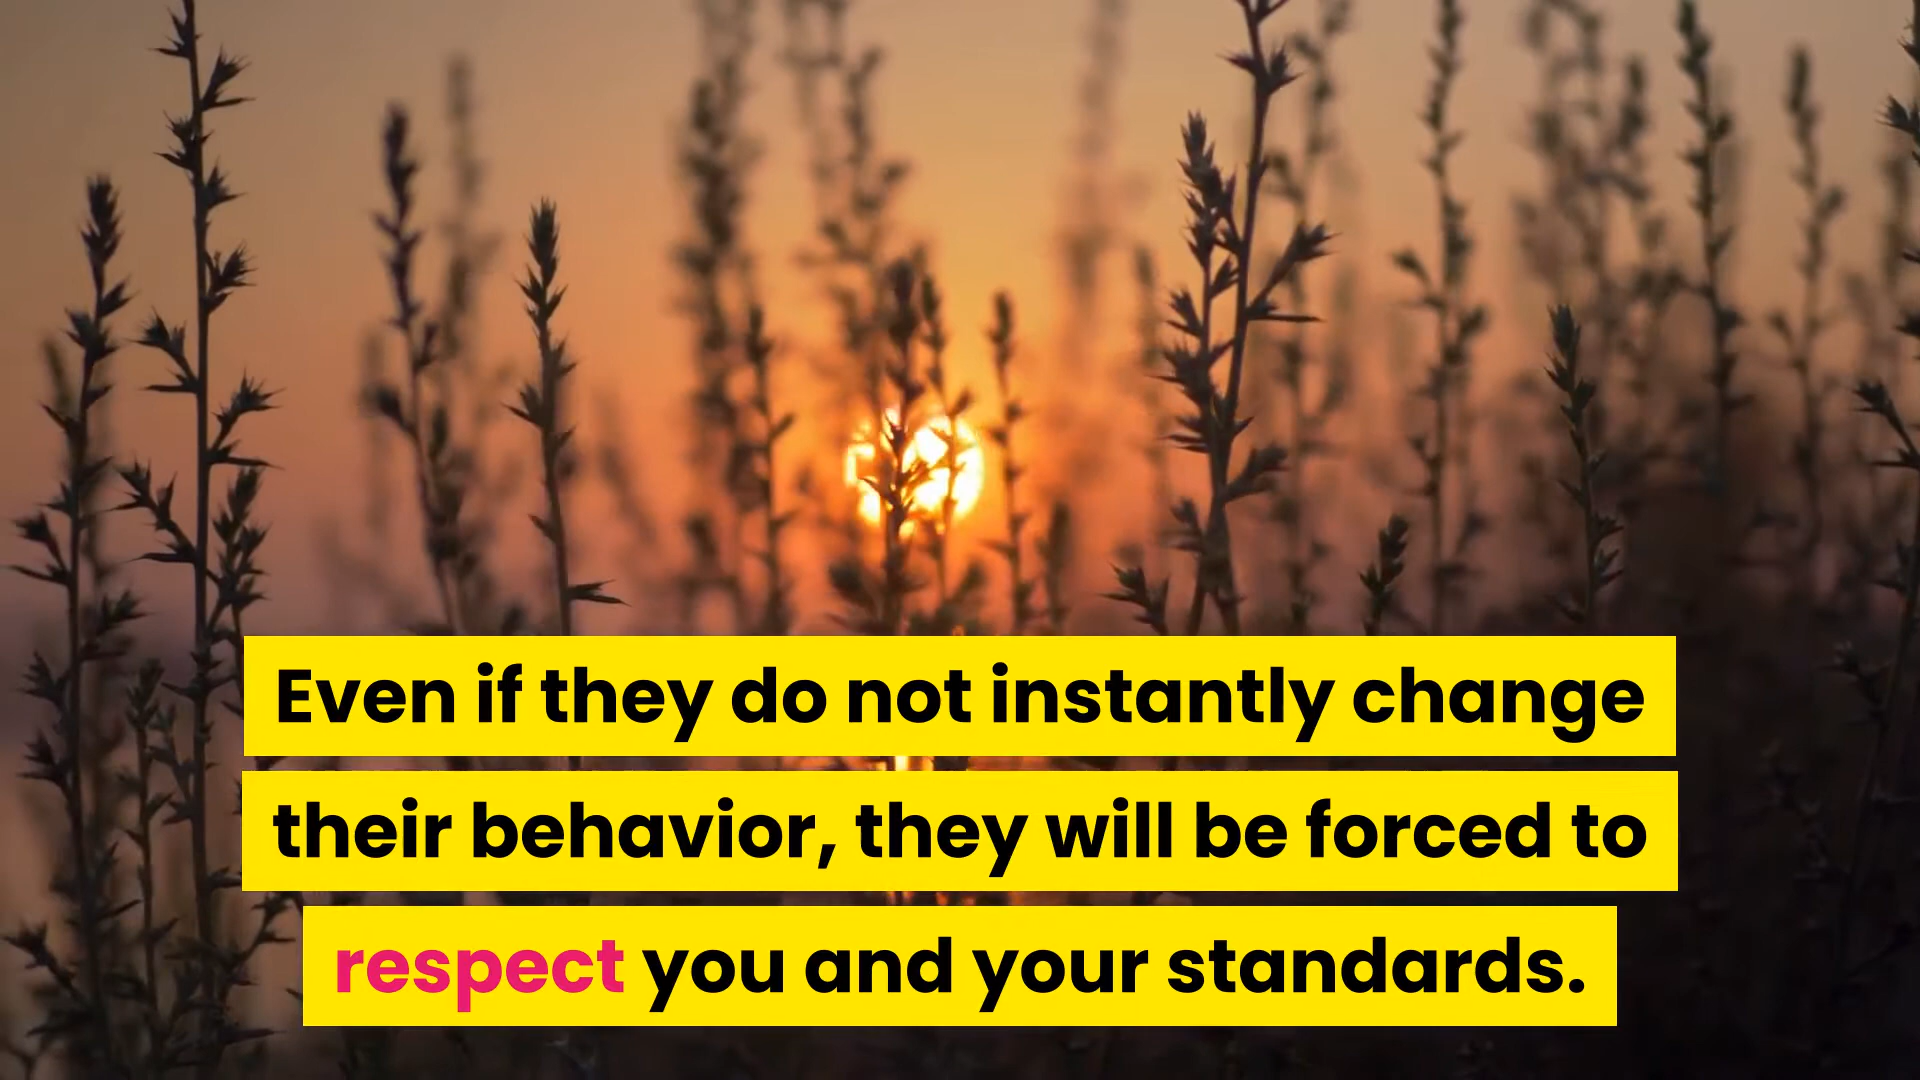 Even if they do not instantly change
their behavior, they will be forced to
respect you and your standards.